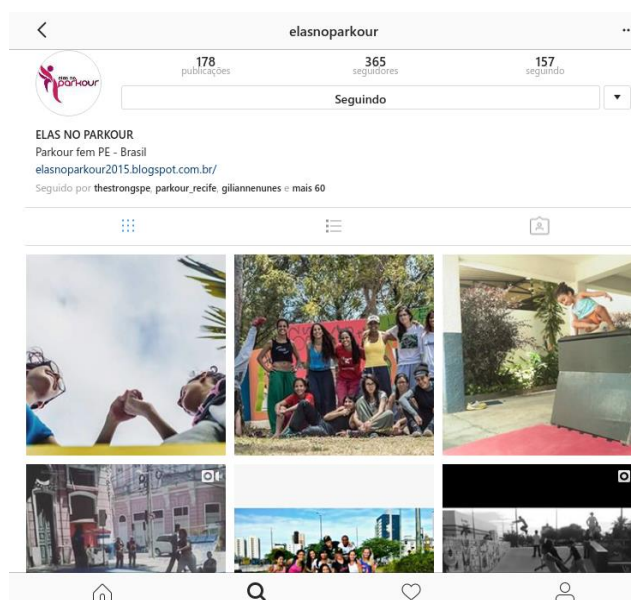 elasnoparkour
178 365 157
publicações seguidores seguindo
Seguindo
ELAS NO PARKOUR
Parkour fem PE - Brasil
elasnoparkour2015.blogspot.com.br/
Seguido por thestrongspe, parkour_recife, giliannenunes e mais 60
parkour